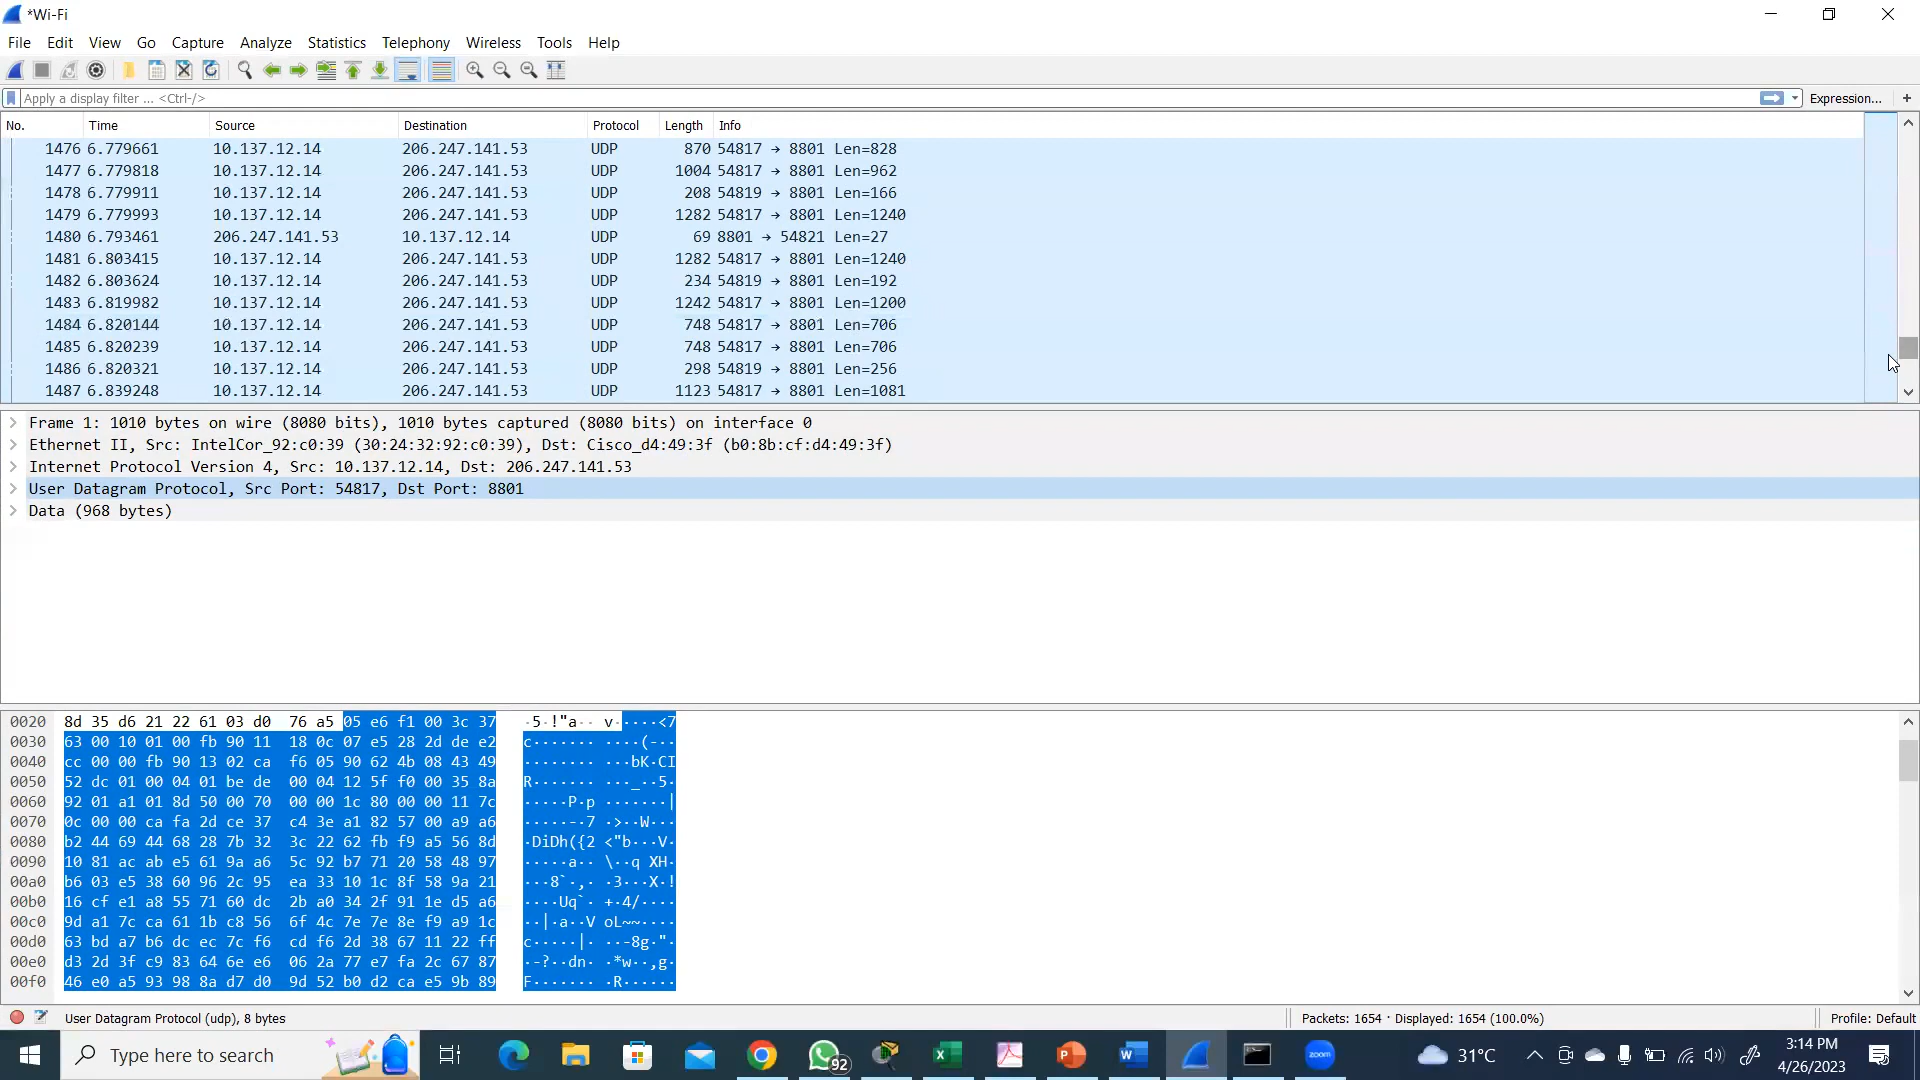 *Wi-Fi
File Edit View Go Capture Analyze Statistics Telephony Wireless Tools Help
Apply a display filter ... <Ctrl-/> Expression... +
No. Time Source Destination Protocol Length Info
1476 6.779661 10.137.12.14 206.247.141.53 UDP 870 54817 → 8801 Len=828
1477 6.779818 10.137.12.14 206.247.141.53 UDP 1004 54817 → 8801 Len=962
1478 6.779911 10.137.12.14 206.247.141.53 UDP 208 54819 → 8801 Len=166
1479 6.779993 10.137.12.14 206.247.141.53 UDP 1282 54817 → 8801 Len=1240
1480 6.793461 206.247.141.53 10.137.12.14 UDP 69 8801 → 54821 Len=27
1481 6.803415 10.137.12.14 206.247.141.53 UDP 1282 54817 → 8801 Len=1240
1482 6.803624 10.137.12.14 206.247.141.53 UDP 234 54819 → 8801 Len=192
1483 6.819982 10.137.12.14 206.247.141.53 UDP 1242 54817 → 8801 Len=1200
1484 6.820144 10.137.12.14 206.247.141.53 UDP 748 54817 → 8801 Len=706
1485 6.820239 10.137.12.14 206.247.141.53 UDP 748 54817 → 8801 Len=706
1486 6.820321 10.137.12.14 206.247.141.53 UDP 298 54819 → 8801 Len=256
1487 6.839248 10.137.12.14 206.247.141.53 UDP 1123 54817 → 8801 Len=1081
Frame 1: 1010 bytes on wire (8080 bits), 1010 bytes captured (8080 bits) on interface 0
Ethernet II, Src: IntelCor_92:c0:39 (30:24:32:92:c0:39), Dst: Cisco_d4:49:3f (b0:8b:cf:d4:49:3f)
Internet Protocol Version 4, Src: 10.137.12.14, Dst: 206.247.141.53
User Datagram Protocol, Src Port: 54817, Dst Port: 8801
Data (968 bytes)
0020 8d 35 d6 21 22 61 03 d0 76 a5 05 e6 f1 00 3c 37 ·5·!"a·· v·····<7
0030 63 00 10 01 00 fb 90 11 18 0c 07 e5 28 2d de e2 c······· ····(-··
0040 cc 00 00 fb 90 13 02 ca f6 05 90 62 4b 08 43 49 ········ ···bK·CI
0050 52 dc 01 00 04 01 be de 00 04 12 5f f0 00 35 8a R······· ···_··5·
0060 92 01 a1 01 8d 50 00 70 00 00 1c 80 00 00 11 7c ·····P·p ·······|
0070 0c 00 00 ca fa 2d ce 37 c4 3e a1 82 57 00 a9 a6 ·····-·7 ·>··W···
0080 b2 44 69 44 68 28 7b 32 3c 22 62 fb f9 a5 56 8d ·DiDh({2 <"b···V·
0090 10 81 ac ab e5 61 9a a6 5c 92 b7 71 20 58 48 97 ·····a·· \··q XH·
00a0 b6 03 e5 38 60 96 2c 95 ea 33 10 1c 8f 58 9a 21 ···8`·,· ·3···X·!
00b0 16 cf e1 a8 55 71 60 dc 2b a0 34 2f 91 1e d5 a6 ····Uq`· +·4/····
00c0 9d a1 7c ca 61 1b c8 56 6f 4c 7e 7e 8e f9 a9 1c ··|·a··V oL~~····
00d0 63 bd a7 b6 dc ec 7c f6 cd f6 2d 38 67 11 22 ff c·····|· ··-8g·"·
00e0 d3 2d 3f c9 83 64 6e e6 06 2a 77 e7 fa 2c 67 87 ·-?··dn· ·*w··,g·
00f0 46 e0 a5 93 98 8a d7 d0 9d 52 b0 d2 ca e5 9b 89 F······· ·R······
User Datagram Protocol (udp), 8 bytes Packets: 1654 · Displayed: 1654 (100.0%) Profile: Default
Type here to search 92 zoom 31°C 3:14 PM
4/26/2023